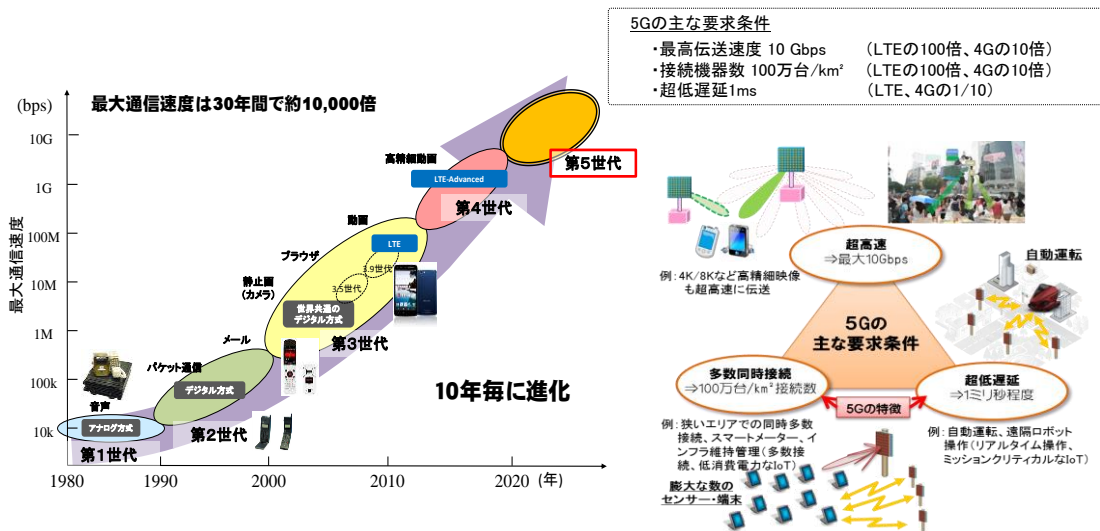 5Gの主な要求条件
・最高伝送速度 10 Gbps （LTEの100倍、4Gの10倍）
・接続機器数 100万台/km² （LTEの100倍、4Gの10倍）
・超低遅延1ms （LTE、4Gの1/10）
(bps)
最大通信速度は30年間で約10,000倍
10G
1G
100M
10M
1M
100k
10k
最大通信速度
高精細動画
LTE-Advanced
第5世代
第4世代
動画
LTE
ブラウザ
3.9世代
3.5世代
静止画
(カメラ)
世界共通の
デジタル方式
第3世代
メール
パケット通信
デジタル方式
第2世代
音声
アナログ方式
第1世代
10年毎に進化
1980
1990
2000
2010
2020
(年)
超高速
⇒最大10Gbps
例：4K/8Kなど高精細映像
も超高速に伝送
自動運転
5Gの
主な要求条件
多数同時接続
⇒100万台/km²接続数
超低遅延
⇒1ミリ秒程度
5Gの特徴
例：狭いエリアでの同時多数
接続、スマートメーター、イ
ンフラ維持管理（多数接
続、低消費電力なIoT）
例：自動運転、遠隔ロボット
操作（リアルタイム操作、
ミッションクリティカルなIoT）
膨大な数の
センサー・端末